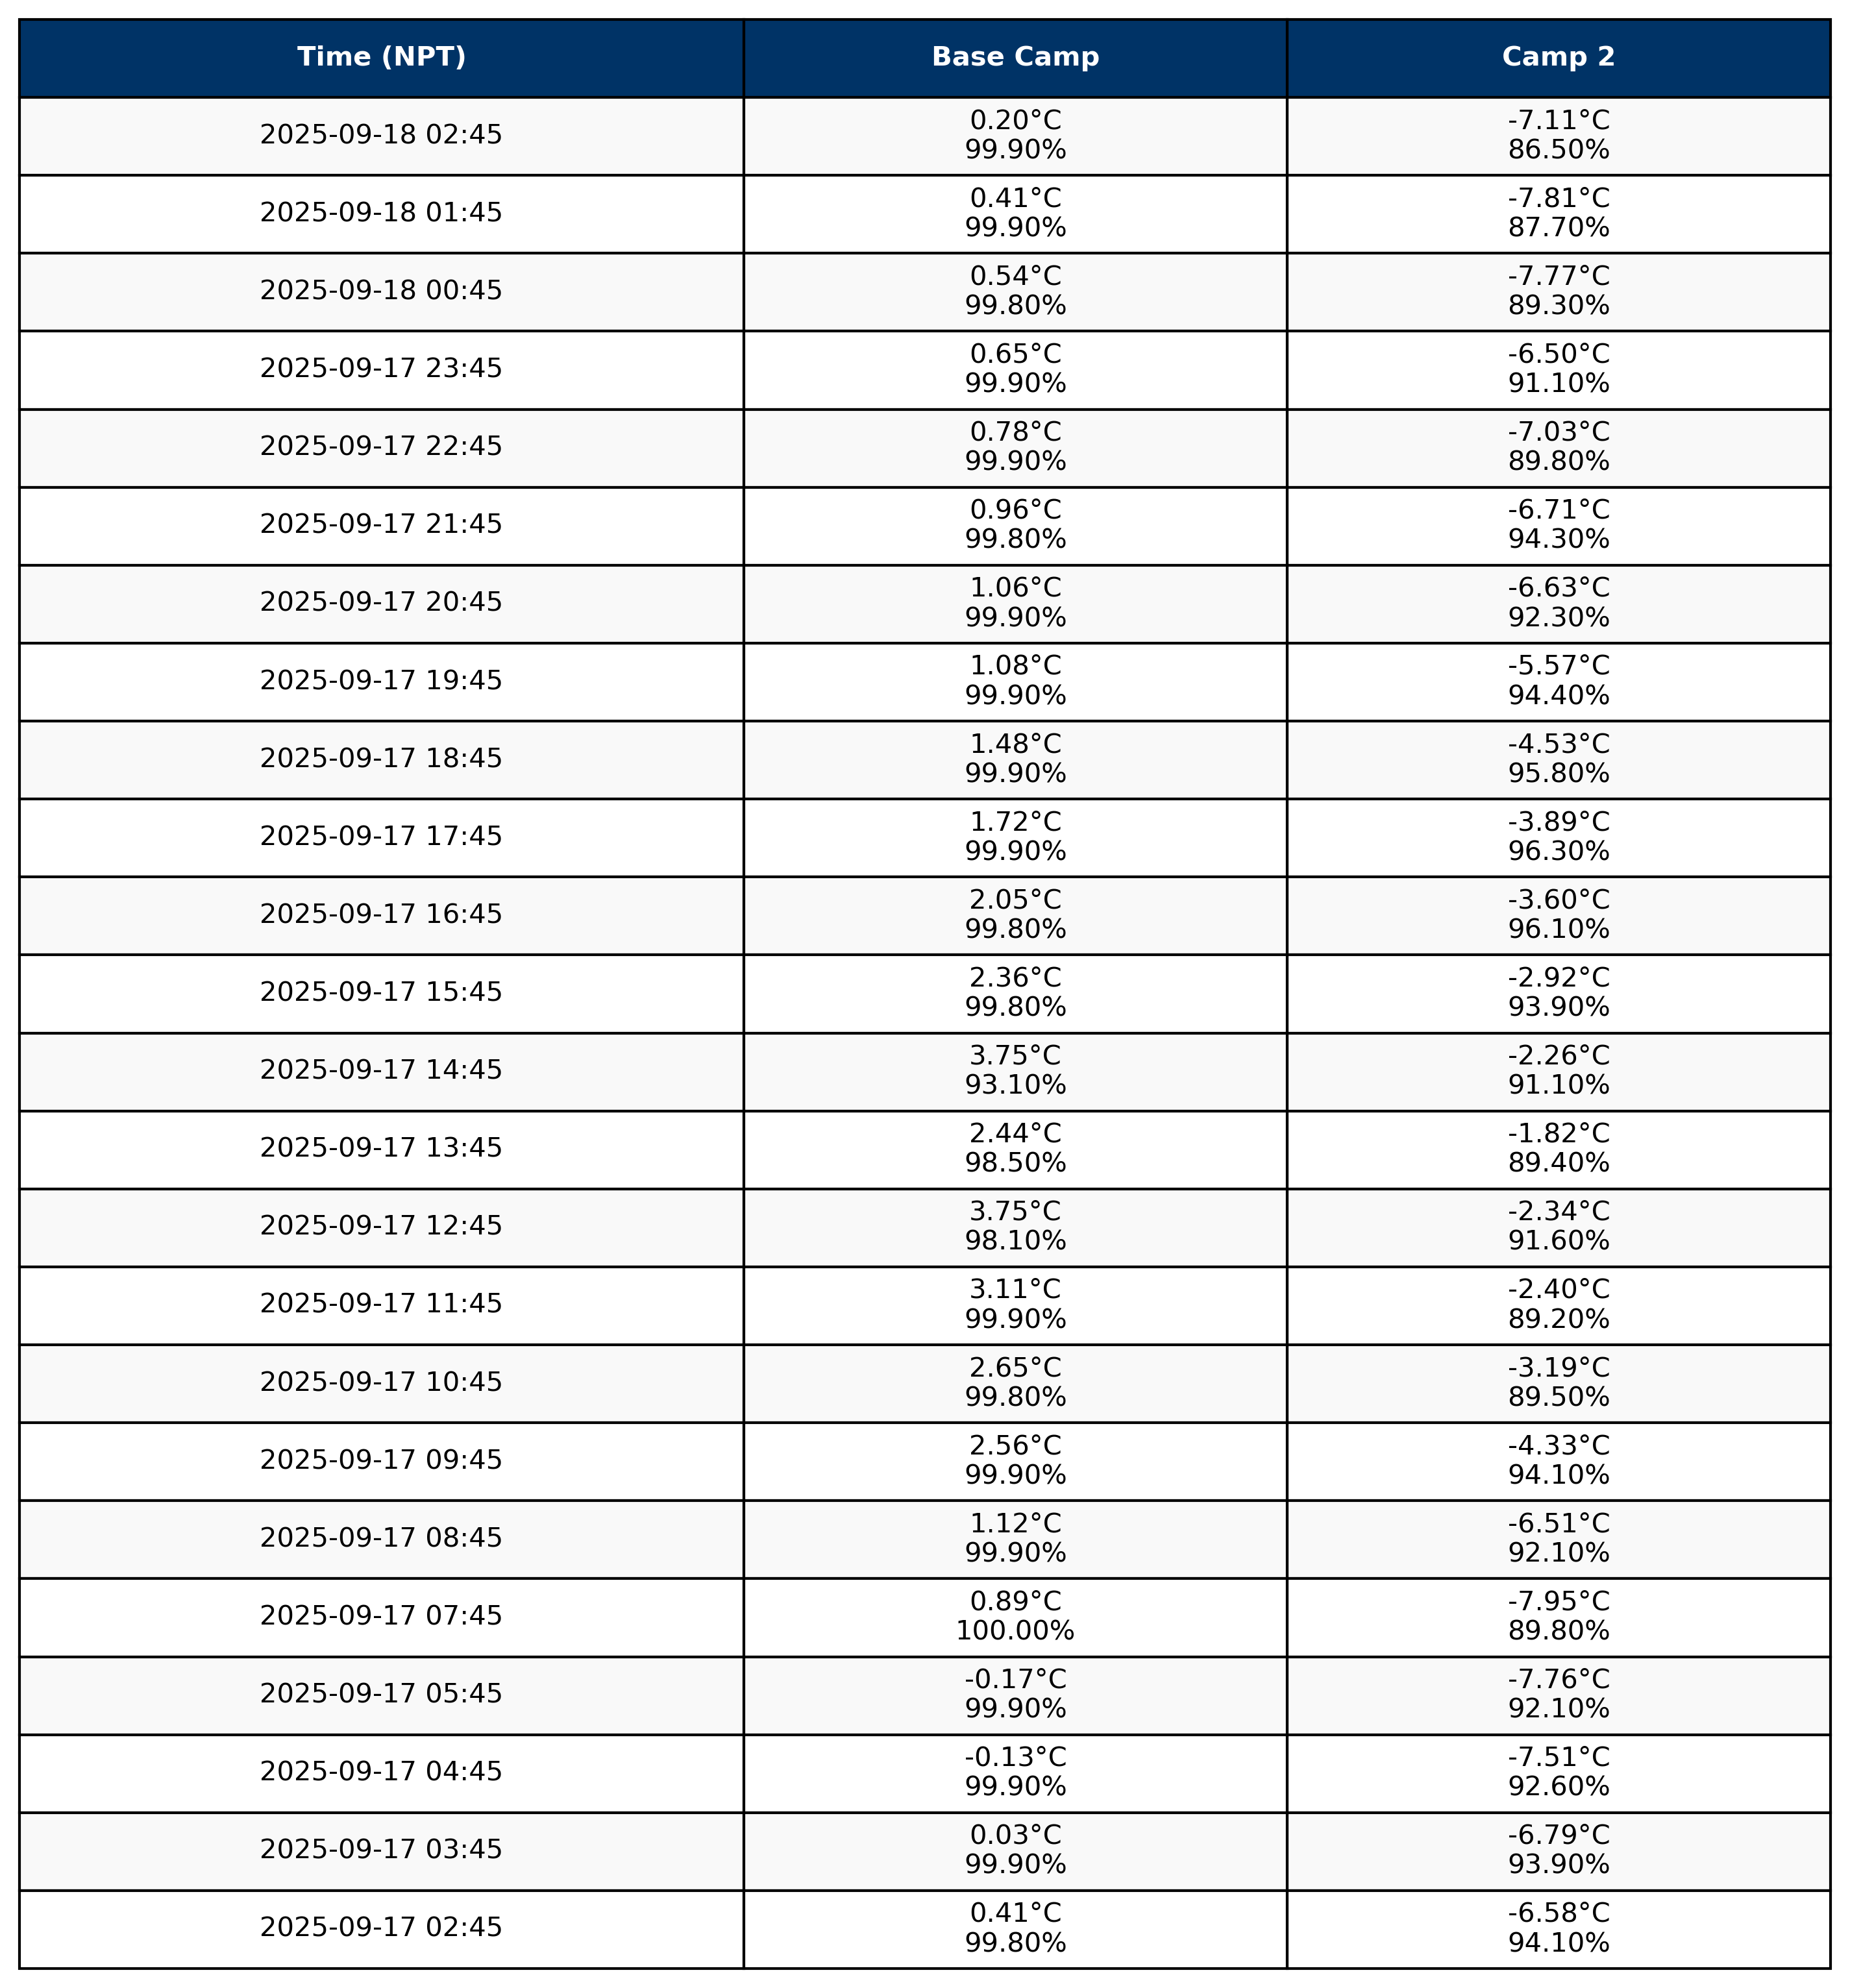 Time (NPT) Base Camp Camp 2
2025-09-18 02:45 0.20°C -7.11°C
99.90% 86.50%
2025-09-18 01:45 0.41°C -7.81°C
99.90% 87.70%
2025-09-18 00:45 0.54°C -7.77°C
99.80% 89.30%
2025-09-17 23:45 0.65°C -6.50°C
99.90% 91.10%
2025-09-17 22:45 0.78°C -7.03°C
99.90% 89.80%
2025-09-17 21:45 0.96°C -6.71°C
99.80% 94.30%
2025-09-17 20:45 1.06°C -6.63°C
99.90% 92.30%
2025-09-17 19:45 1.08°C -5.57°C
99.90% 94.40%
2025-09-17 18:45 1.48°C -4.53°C
99.90% 95.80%
2025-09-17 17:45 1.72°C -3.89°C
99.90% 96.30%
2025-09-17 16:45 2.05°C -3.60°C
99.80% 96.10%
2025-09-17 15:45 2.36°C -2.92°C
99.80% 93.90%
2025-09-17 14:45 3.75°C -2.26°C
93.10% 91.10%
2025-09-17 13:45 2.44°C -1.82°C
98.50% 89.40%
2025-09-17 12:45 3.75°C -2.34°C
98.10% 91.60%
2025-09-17 11:45 3.11°C -2.40°C
99.90% 89.20%
2025-09-17 10:45 2.65°C -3.19°C
99.80% 89.50%
2025-09-17 09:45 2.56°C -4.33°C
99.90% 94.10%
2025-09-17 08:45 1.12°C -6.51°C
99.90% 92.10%
2025-09-17 07:45 0.89°C -7.95°C
100.00% 89.80%
2025-09-17 05:45 -0.17°C -7.76°C
99.90% 92.10%
2025-09-17 04:45 -0.13°C -7.51°C
99.90% 92.60%
2025-09-17 03:45 0.03°C -6.79°C
99.90% 93.90%
2025-09-17 02:45 0.41°C -6.58°C
99.80% 94.10%